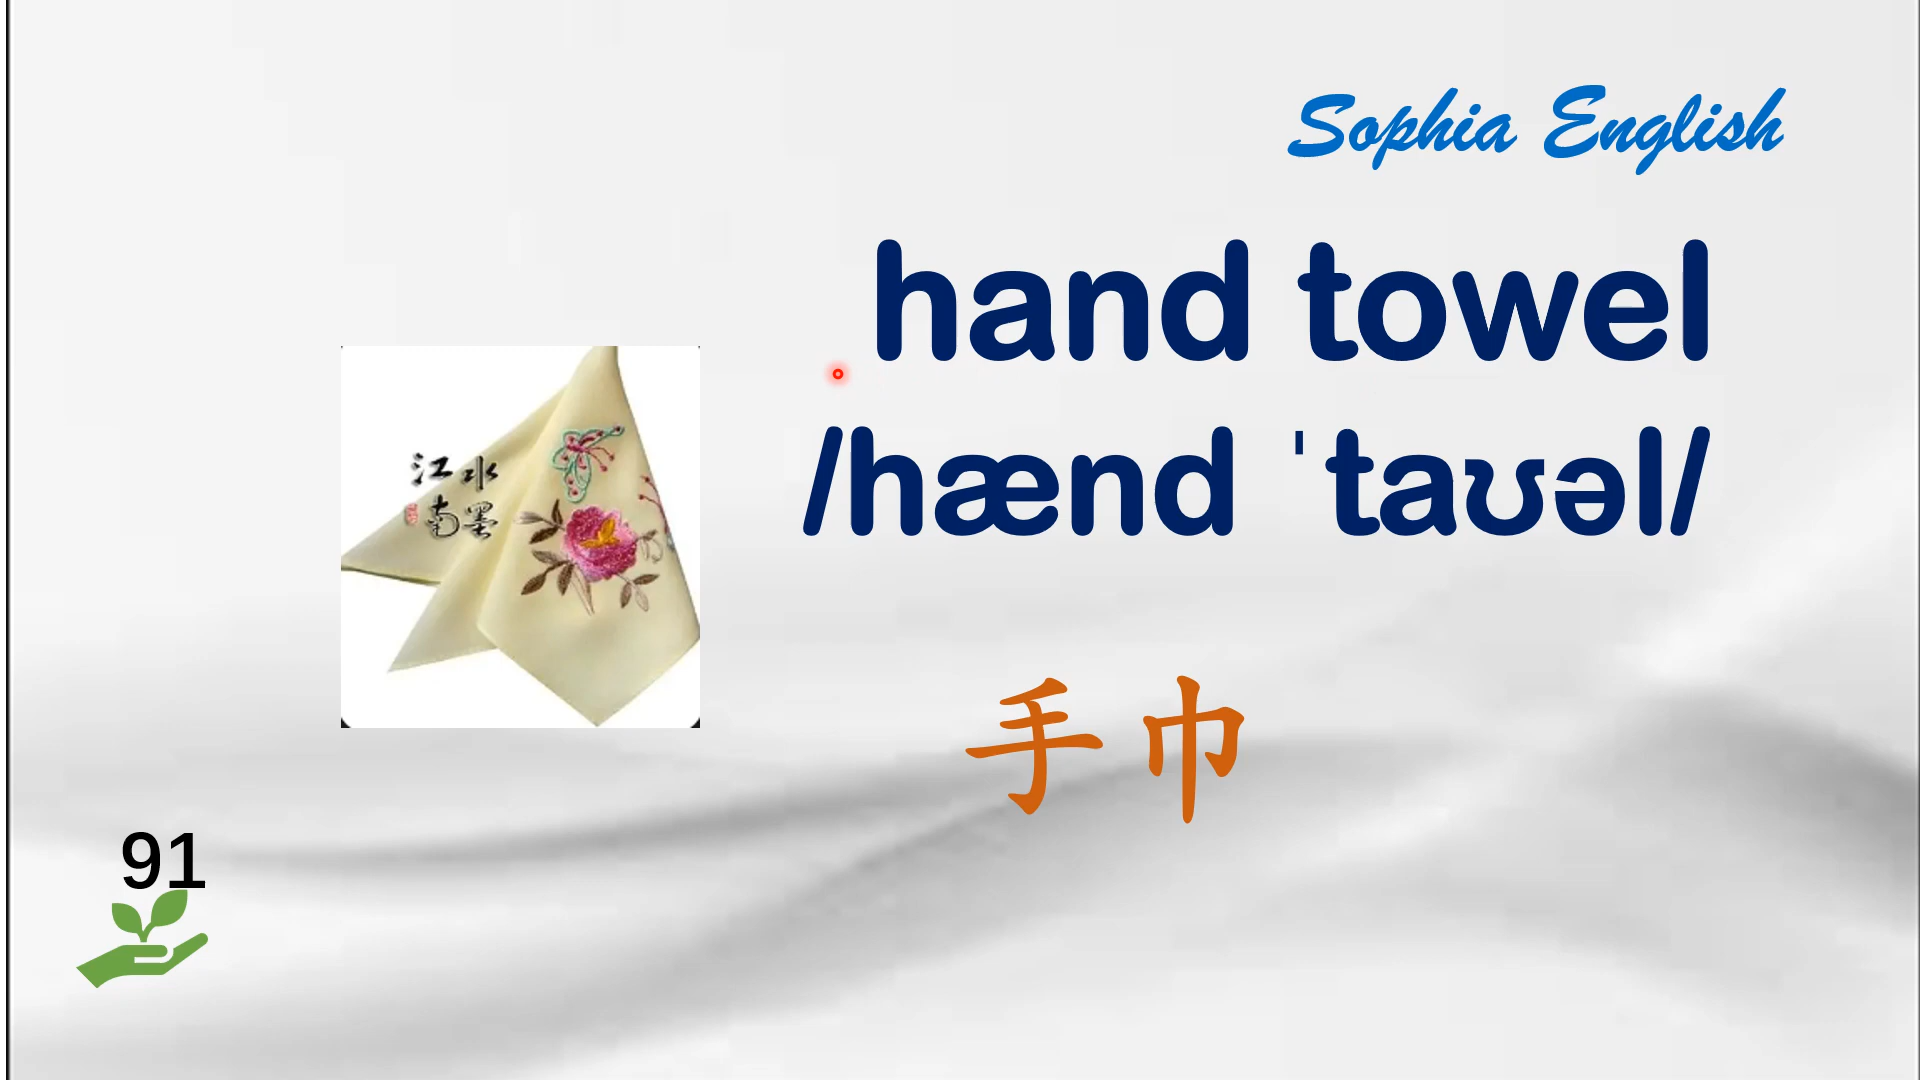 Sophia English
hand towel
/hænd ˈtaʊəl/
水墨
江南
手巾
91